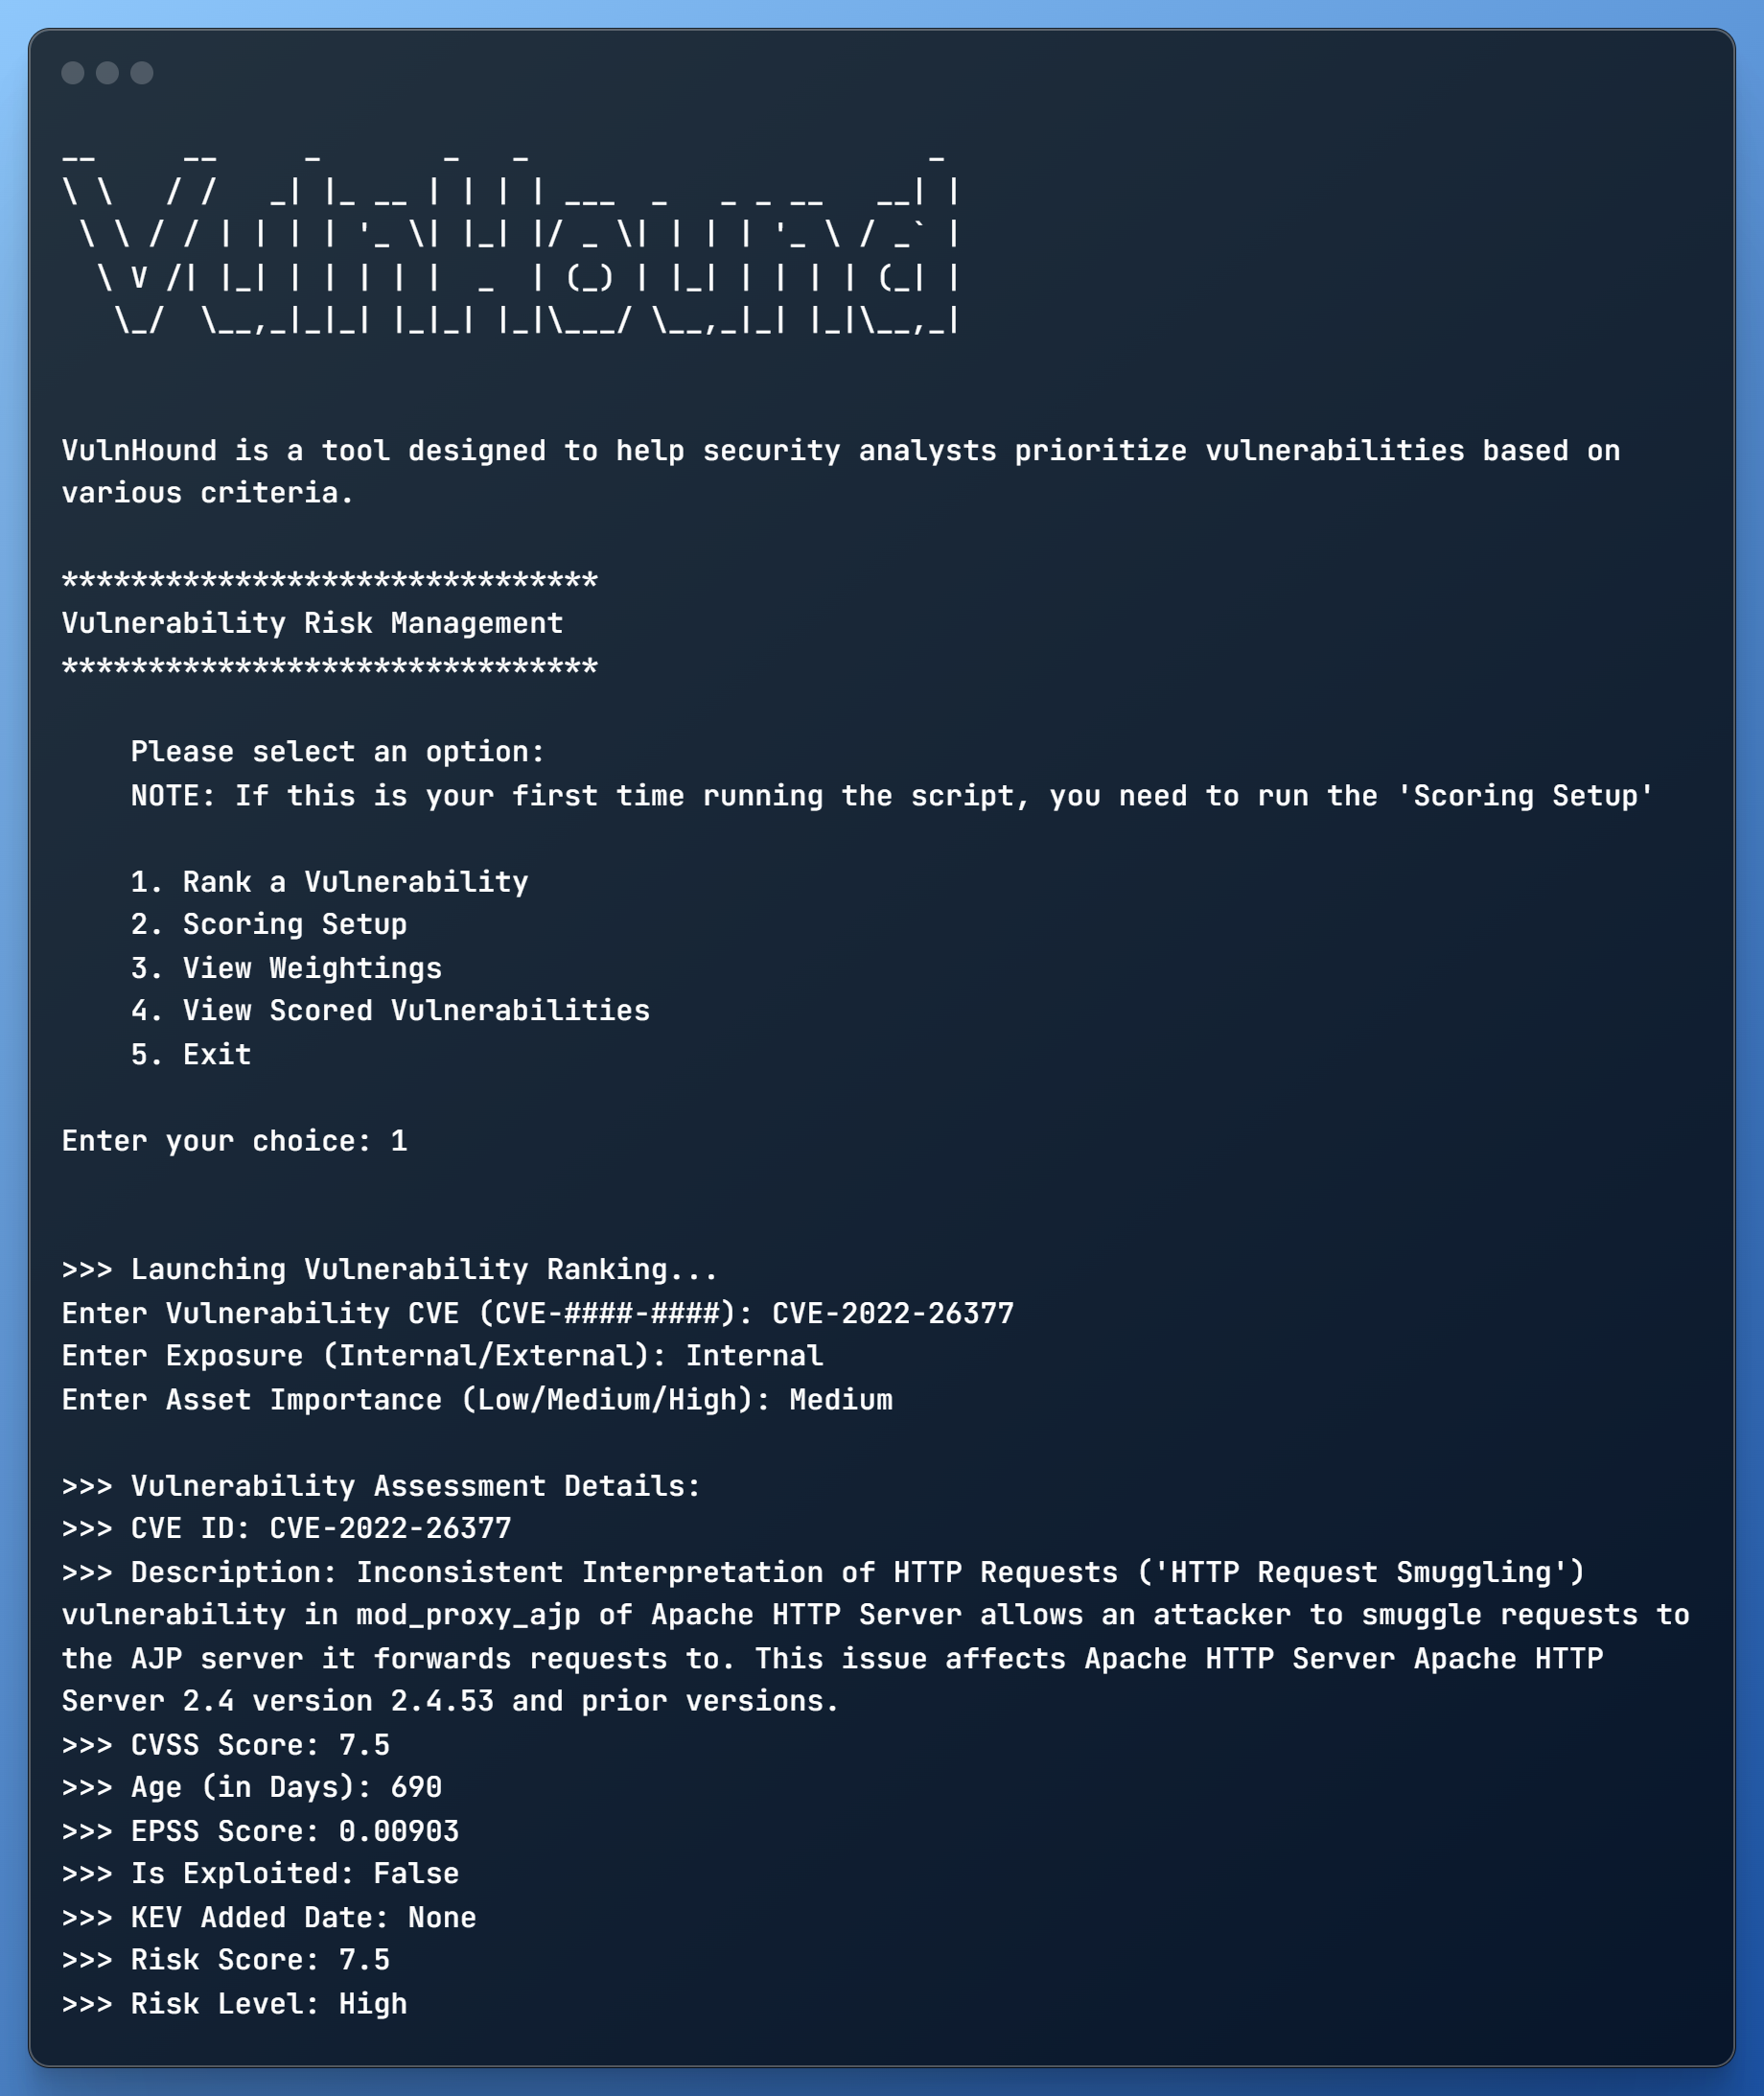 __     __     _       _   _                       _
\ \   / /   _| |_ __ | | | | ___  _   _ _ __   __| |
 \ \ / / | | | | '_ \| |_| |/ _ \| | | | '_ \ / _` |
  \ V /| |_| | | | | |  _  | (_) | |_| | | | | (_| |
   \_/  \__,_|_|_| |_|_| |_|\___/ \__,_|_| |_|\__,_|
VulnHound is a tool designed to help security analysts prioritize vulnerabilities based on
various criteria.
*******************************
Vulnerability Risk Management
*******************************
Please select an option:
NOTE: If this is your first time running the script, you need to run the 'Scoring Setup'
1. Rank a Vulnerability
2. Scoring Setup
3. View Weightings
4. View Scored Vulnerabilities
5. Exit
Enter your choice: 1
>>> Launching Vulnerability Ranking...
Enter Vulnerability CVE (CVE-####-####): CVE-2022-26377
Enter Exposure (Internal/External): Internal
Enter Asset Importance (Low/Medium/High): Medium
>>> Vulnerability Assessment Details:
>>> CVE ID: CVE-2022-26377
>>> Description: Inconsistent Interpretation of HTTP Requests ('HTTP Request Smuggling')
vulnerability in mod_proxy_ajp of Apache HTTP Server allows an attacker to smuggle requests to
the AJP server it forwards requests to. This issue affects Apache HTTP Server Apache HTTP
Server 2.4 version 2.4.53 and prior versions.
>>> CVSS Score: 7.5
>>> Age (in Days): 690
>>> EPSS Score: 0.00903
>>> Is Exploited: False
>>> KEV Added Date: None
>>> Risk Score: 7.5
>>> Risk Level: High